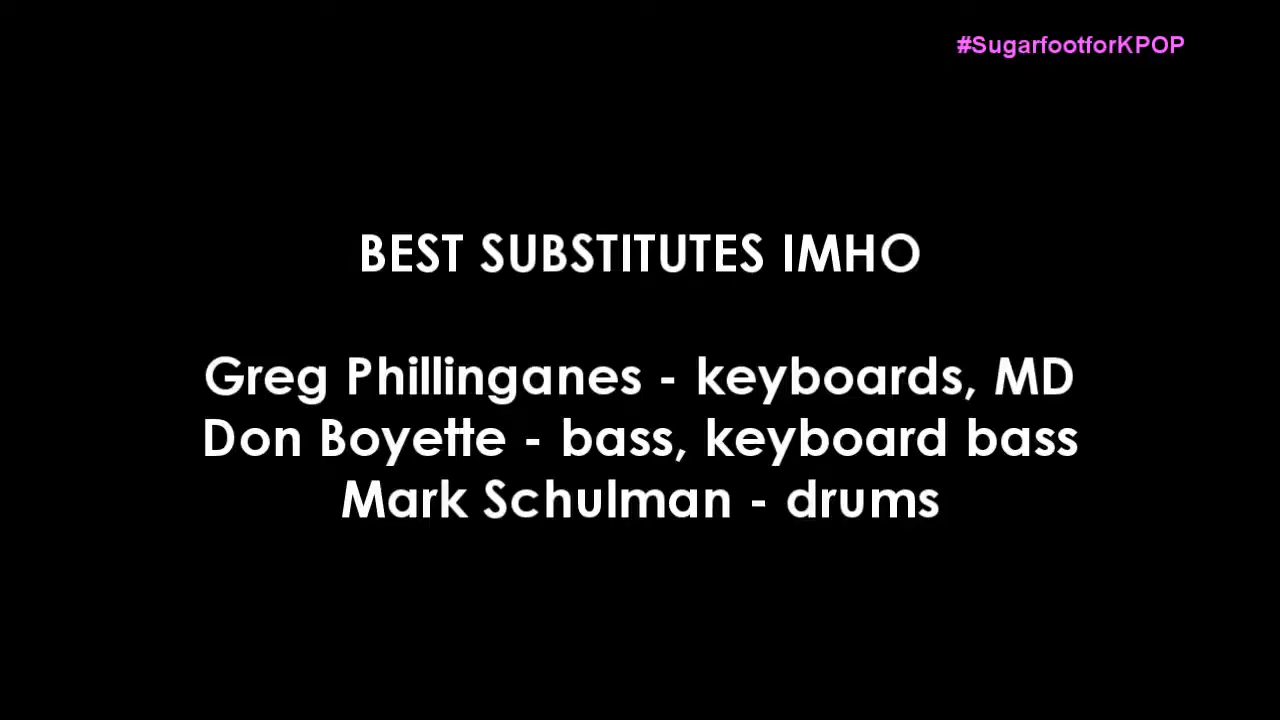 #SugarfootforKPOP
BEST SUBSTITUTES IMHO
Greg Phillinganes - keyboards, MD
Don Boyette - bass, keyboard bass
Mark Schulman - drums